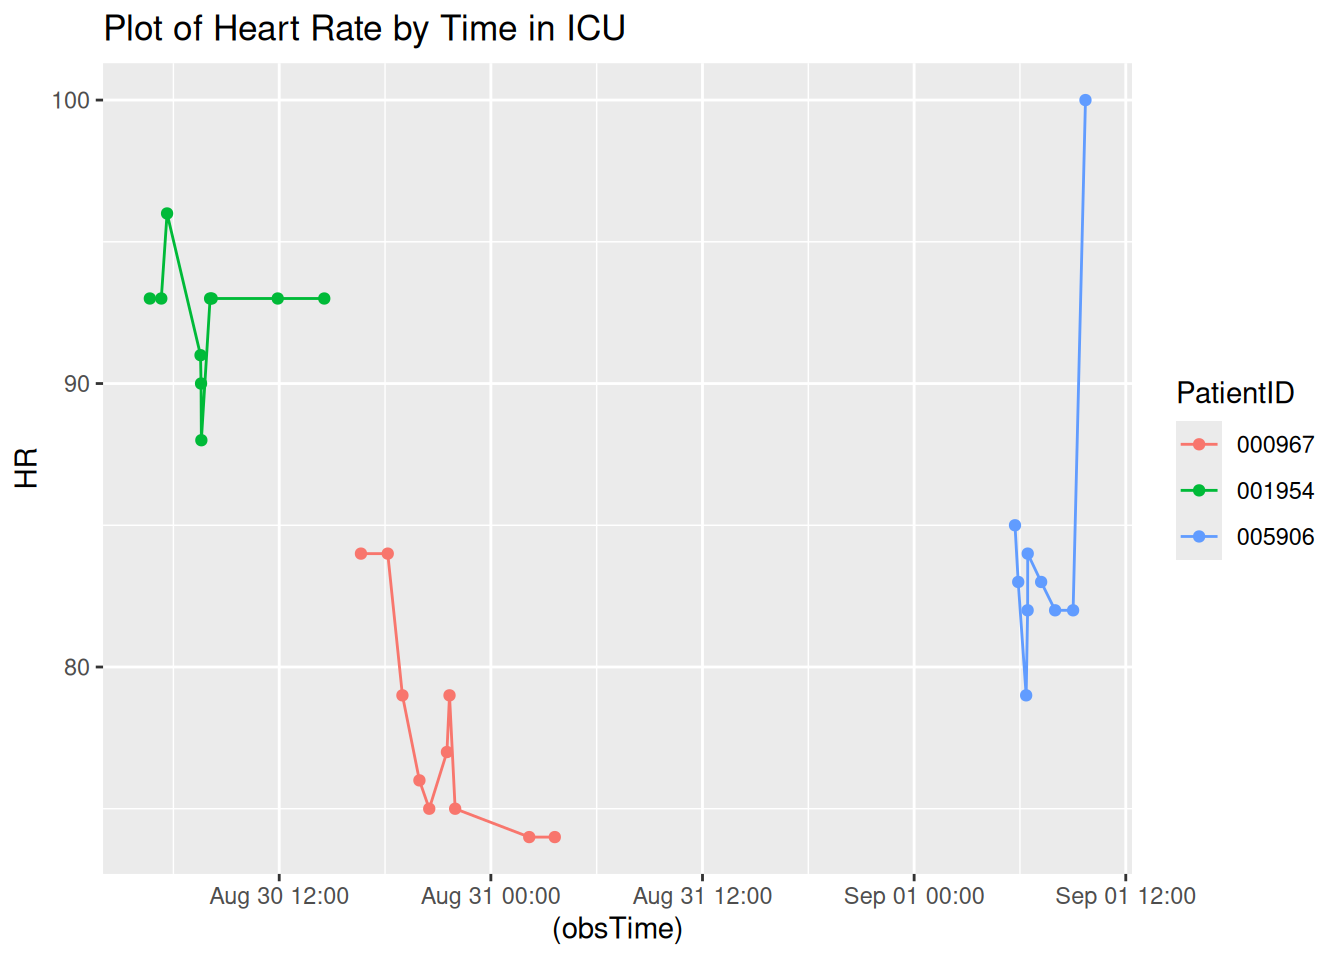 Plot of Heart Rate by Time in ICU
100
90
80
HR
Aug 30 12:00 Aug 31 00:00 Aug 31 12:00 Sep 01 00:00 Sep 01 12:00
(obsTime)
PatientID
000967
001954
005906